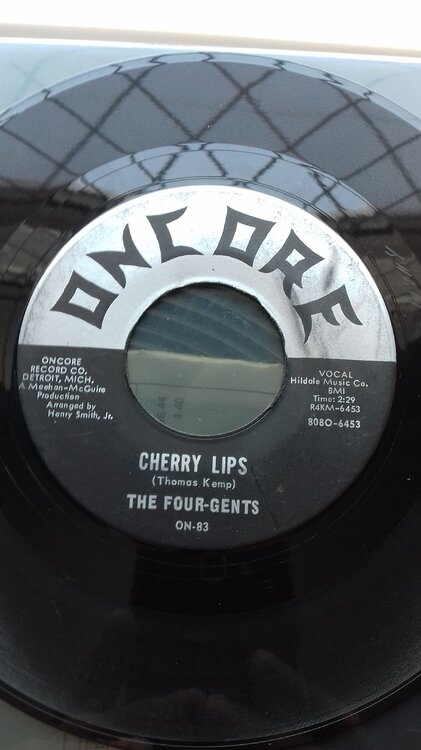 ONCORE
ONCORE
RECORD CO.
DETROIT, MICH.
A Meehan-McGuire
Production
Arranged by
Henry Smith, Jr.
VOCAL
Hildale Music Co.
BMI
Time: 2:29
R4KM-6453
8080-6453
CHERRY LIPS
(Thomas Kemp)
THE FOUR-GENTS
ON-83